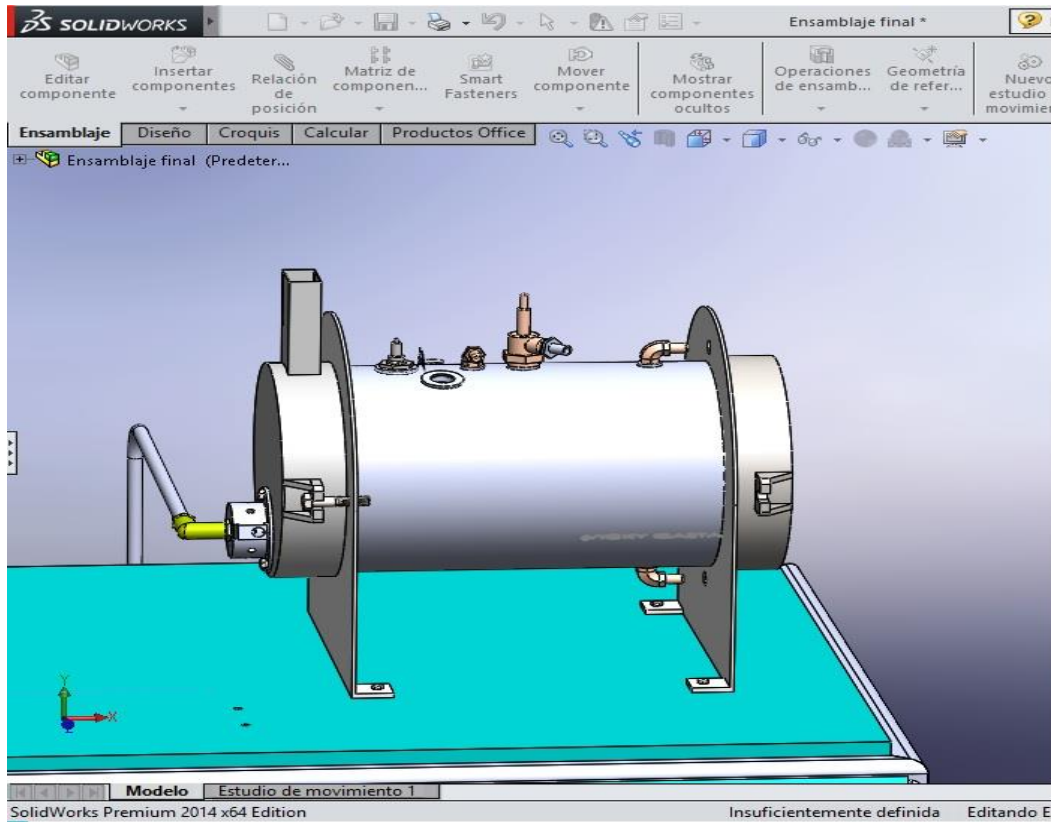 SOLIDWORKS
Ensamblaje final *
Editar
componente
Insertar
componentes
Relación
de
posición
Matriz de
componen...
Smart
Fasteners
Mover
componente
Mostrar
componentes
ocultos
Operaciones
de ensamb...
Geometría
de refer...
Nuevo
estudio
movimie
Ensamblaje Diseño Croquis Calcular Productos Office
Ensamblaje final (Predeter...
Y
X
Modelo Estudio de movimiento 1
SolidWorks Premium 2014 x64 Edition Insuficientemente definida Editando E